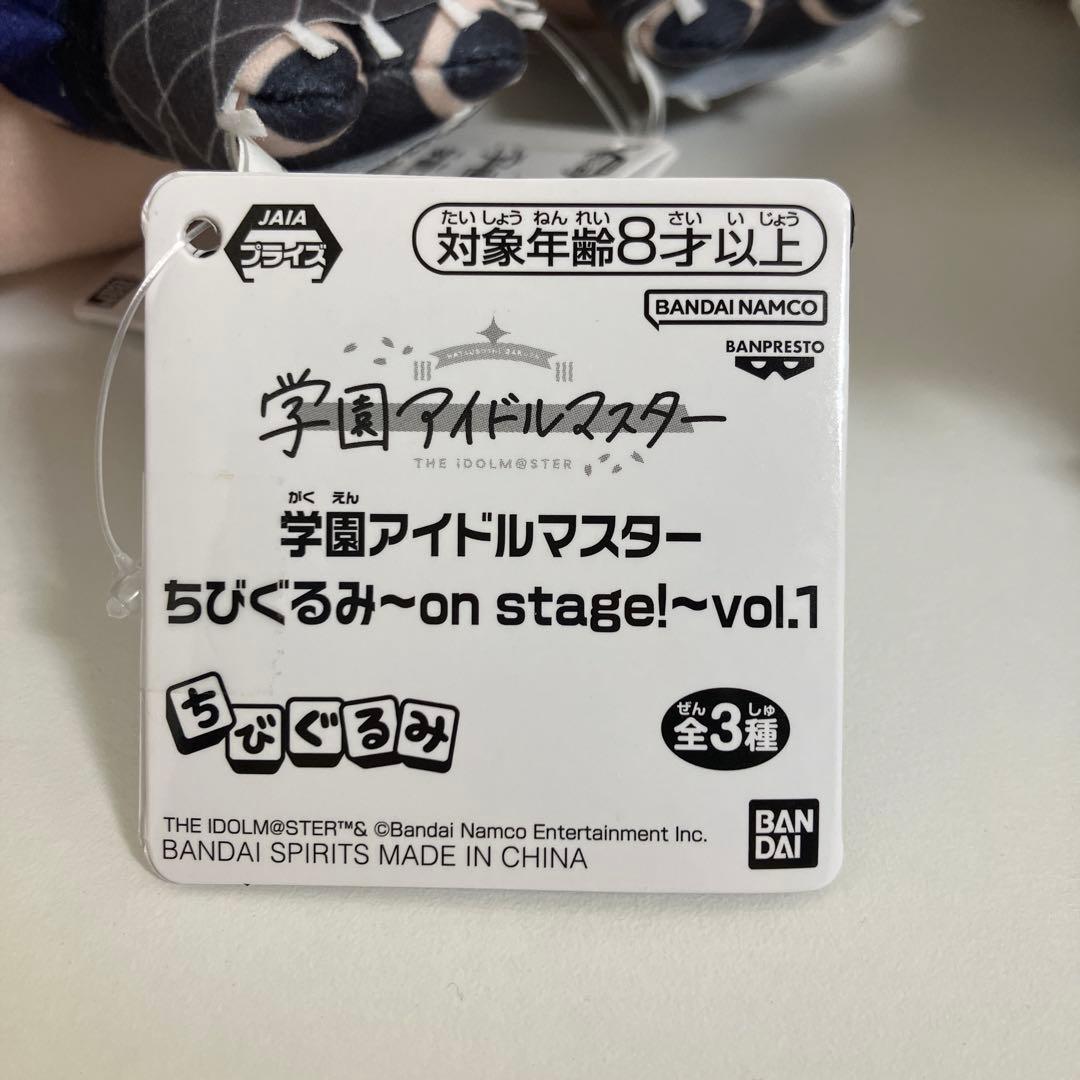 JAIA
プライズ
たいしょうねんれい さいいじょう
対象年齢8才以上
BANDAI NAMCO
BANPRESTO
HATSUBOSHI GAKUEN
学園アイドルマスター
THE iDOLM@STER
がくえん
学園アイドルマスター
ちびぐるみ~on stage!~vol.1
ちびぐるみ
ぜん しゅ
全3種
THE IDOLM@STER™& ©Bandai Namco Entertainment Inc.
BANDAI SPIRITS MADE IN CHINA
BAN
DAI